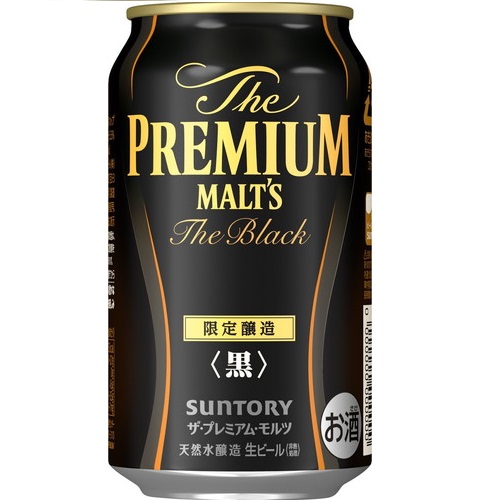 The
PREMIUM
MALT'S
The Black
限定醸造
〈黒〉
SUNTORY
ザ・プレミアム・モルツ
天然水醸造 生ビール
お酒